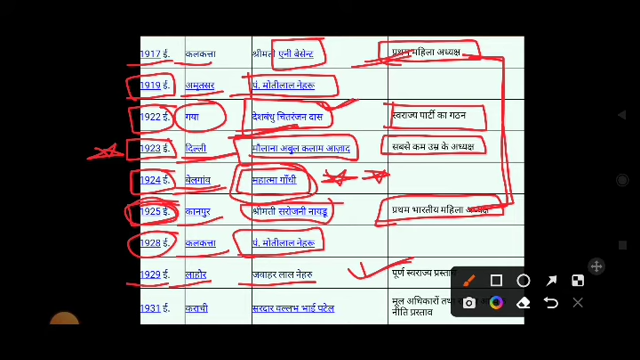 1917 ई. कलकत्ता श्रीमती एनी बेसेन्ट प्रथम महिला अध्यक्ष
1919 ई. अमृतसर पं. मोतीलाल नेहरू
1922 ई. गया देशबंधु चितरंजन दास स्वराज्य पार्टी का गठन
1923 ई. दिल्ली मौलाना अबुल कलाम आज़ाद सबसे कम उम्र के अध्यक्ष
1924 ई. बेलगांव महात्मा गाँधी
1925 ई. कानपुर श्रीमती सरोजनी नायडू प्रथम भारतीय महिला अध्यक्ष
1928 ई. कलकत्ता पं. मोतीलाल नेहरू
1929 ई. लाहौर जवाहर लाल नेहरु पूर्ण स्वराज्य प्रस्ताव
1931 ई. कराची सरदार वल्लभ भाई पटेल मूल अधिकारों तथा
नीति प्रस्ताव